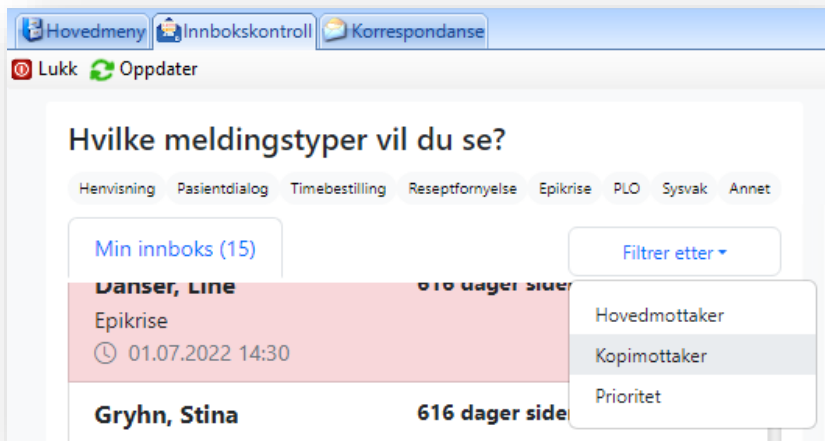 Hovedmeny Innbokskontroll Korrespondanse
Lukk Oppdater
Hvilke meldingstyper vil du se?
Henvisning Pasientdialog Timebestilling Reseptfornyelse Epikrise PLO Sysvak Annet
Min innboks (15)
Filtrer etter
Danser, Line 616 dager side
Epikrise
01.07.2022 14:30
Hovedmottaker
Kopimottaker
Prioritet
Gryhn, Stina 616 dager side